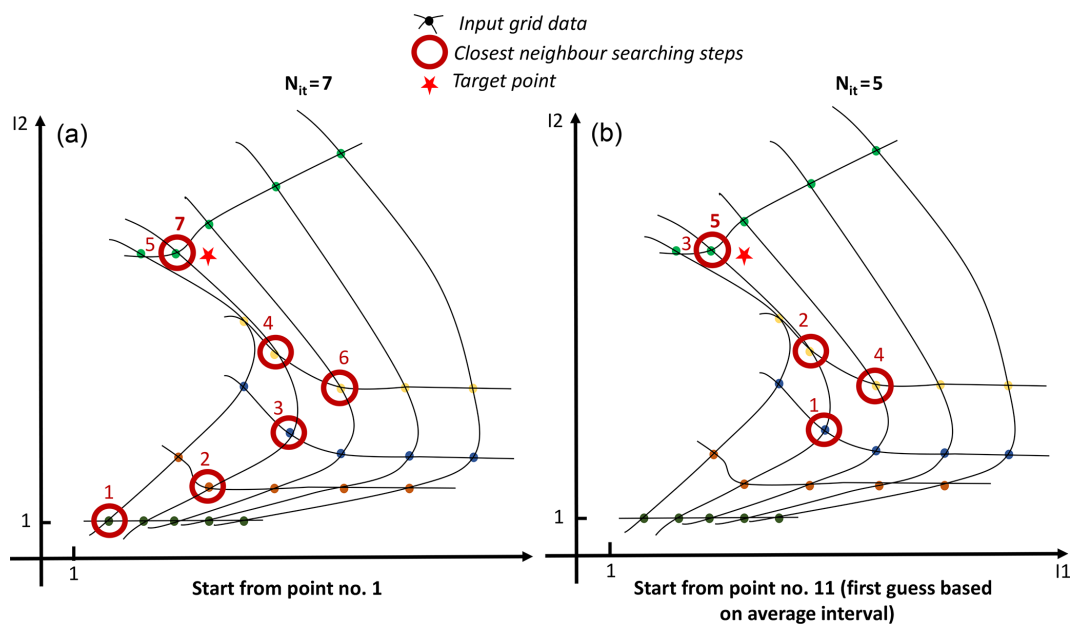 Input grid data
Closest neighbour searching steps
Target point
N_it = 7
N_it = 5
I2
(a)
7
5
4
6
3
2
1
1
1
Start from point no. 1
I2
(b)
5
3
2
4
1
1
1
I1
Start from point no. 11 (first guess based
on average interval)